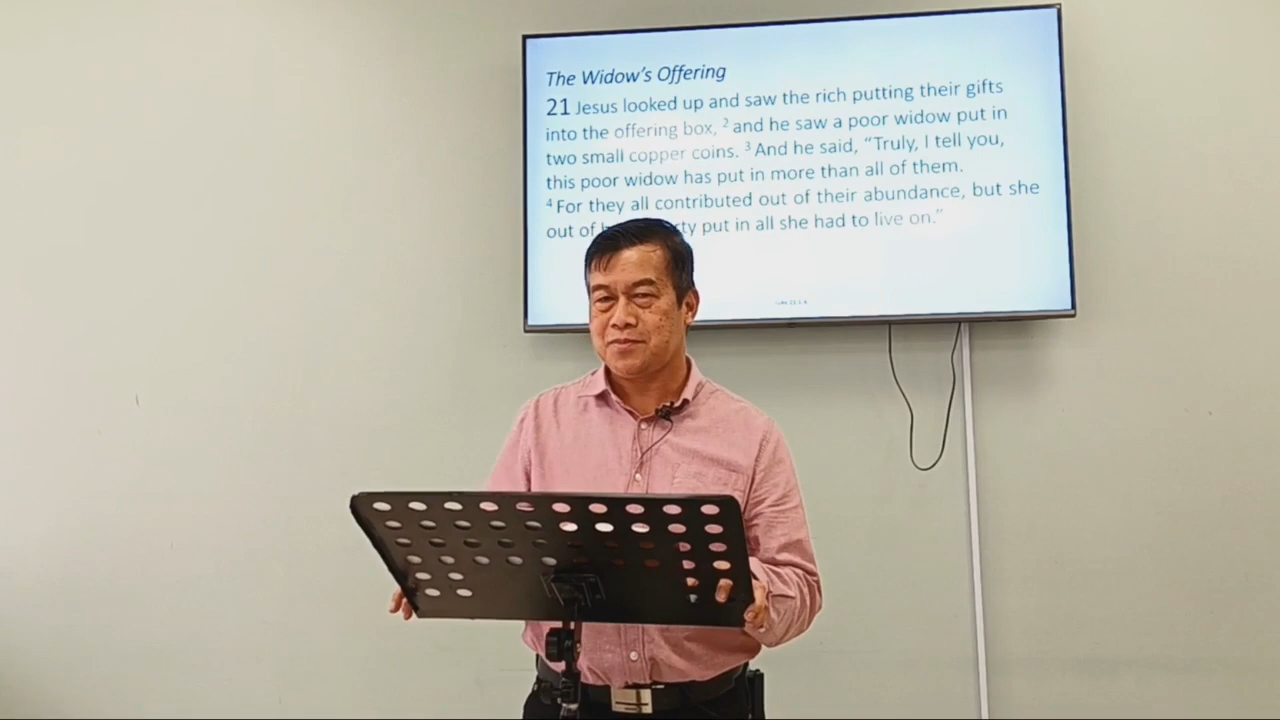 The Widow's Offering
21 Jesus looked up and saw the rich putting their gifts
into the offering box, 2 and he saw a poor widow put in
two small copper coins. 3 And he said, “Truly, I tell you,
this poor widow has put in more than all of them.
4 For they all contributed out of their abundance, but she
out of put in all she had to live on.”